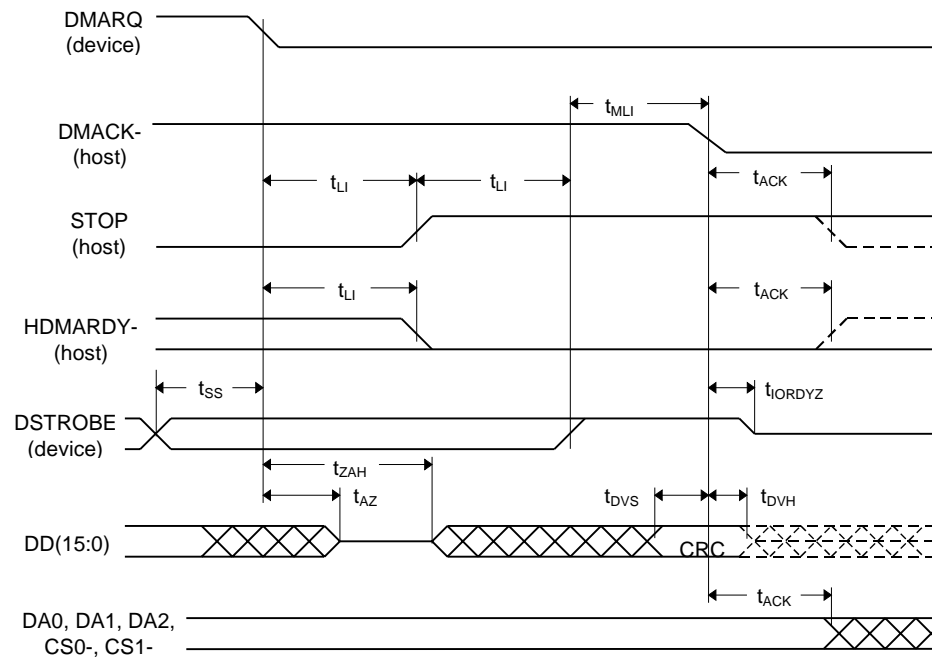 DMARQ
(device)
tMLI
DMACK-
(host)
tLI
tLI
tACK
STOP
(host)
tLI
tACK
HDMARDY-
(host)
tSS
tIORDYZ
DSTROBE
(device)
tZAH
tAZ
tDVS
tDVH
DD(15:0)
CRC
tACK
DA0, DA1, DA2,
CS0-, CS1-